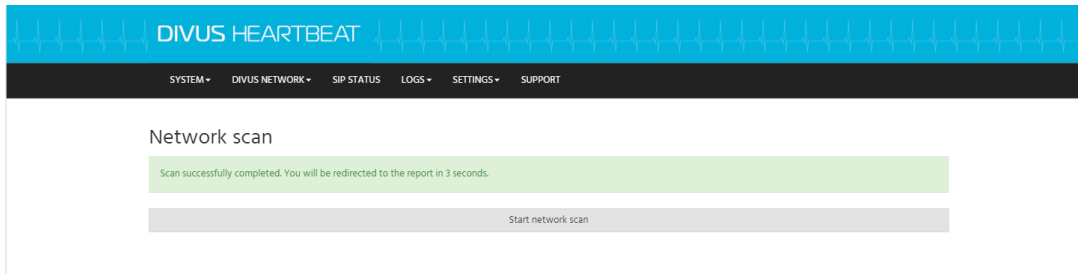 DIVUS HEARTBEAT
SYSTEM DIVUS NETWORK SIP STATUS LOGS SETTINGS SUPPORT
Network scan
Scan successfully completed. You will be redirected to the report in 3 seconds.
Start network scan